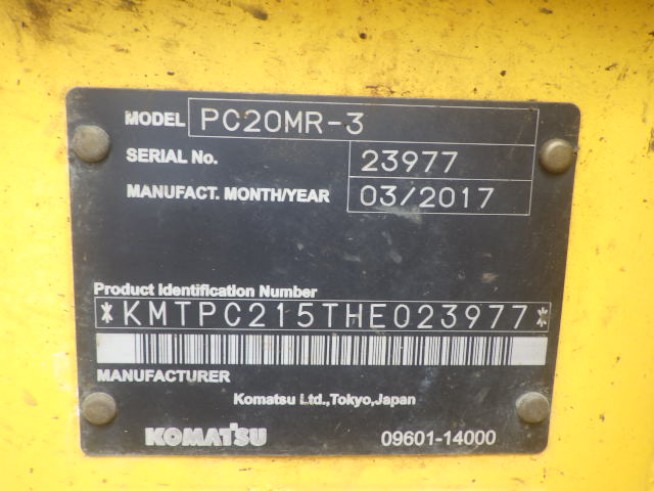 MODEL PC20MR-3
SERIAL No. 23977
MANUFACT. MONTH/YEAR 03/2017
Product Identification Number
*KMTPC215THE023977*
MANUFACTURER
Komatsu Ltd.,Tokyo,Japan
KOMATSU 09601-14000